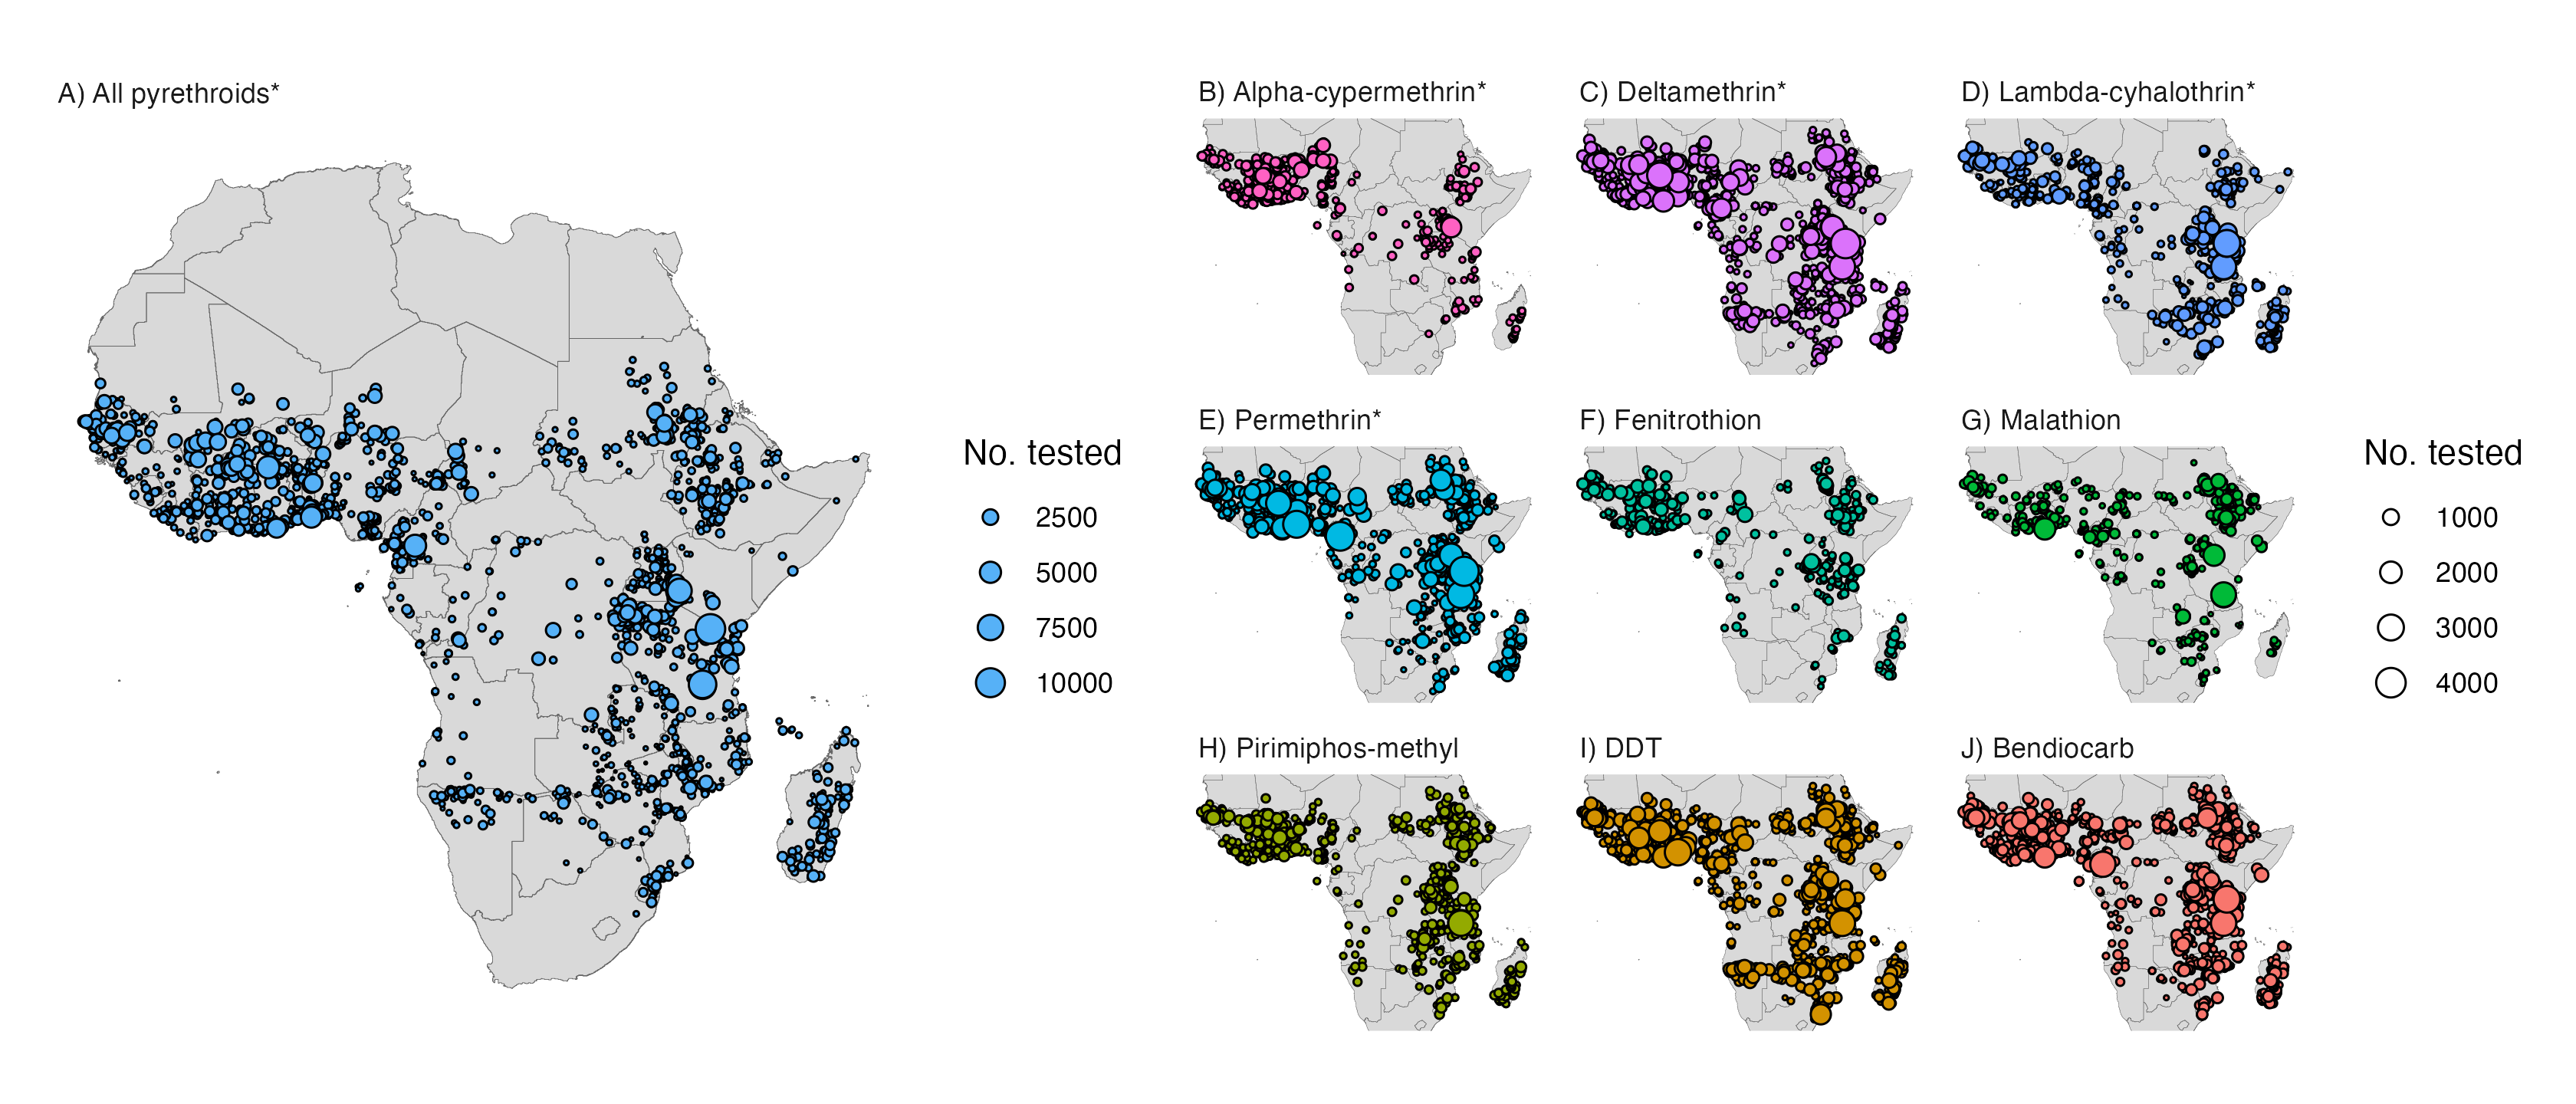 A) All pyrethroids*
No. tested
2500
5000
7500
10000
B) Alpha-cypermethrin*
C) Deltamethrin*
D) Lambda-cyhalothrin*
E) Permethrin*
F) Fenitrothion
G) Malathion
H) Pirimiphos-methyl
I) DDT
J) Bendiocarb
No. tested
1000
2000
3000
4000